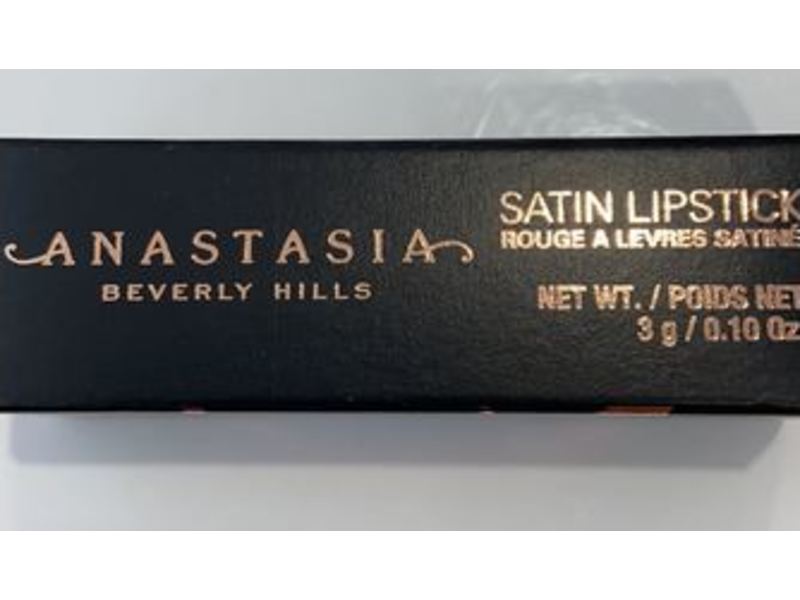 ANASTASIA
BEVERLY HILLS
SATIN LIPSTICK
ROUGE A LEVRES SATINÉ
NET WT. / POIDS NET
3 g / 0.10 Oz